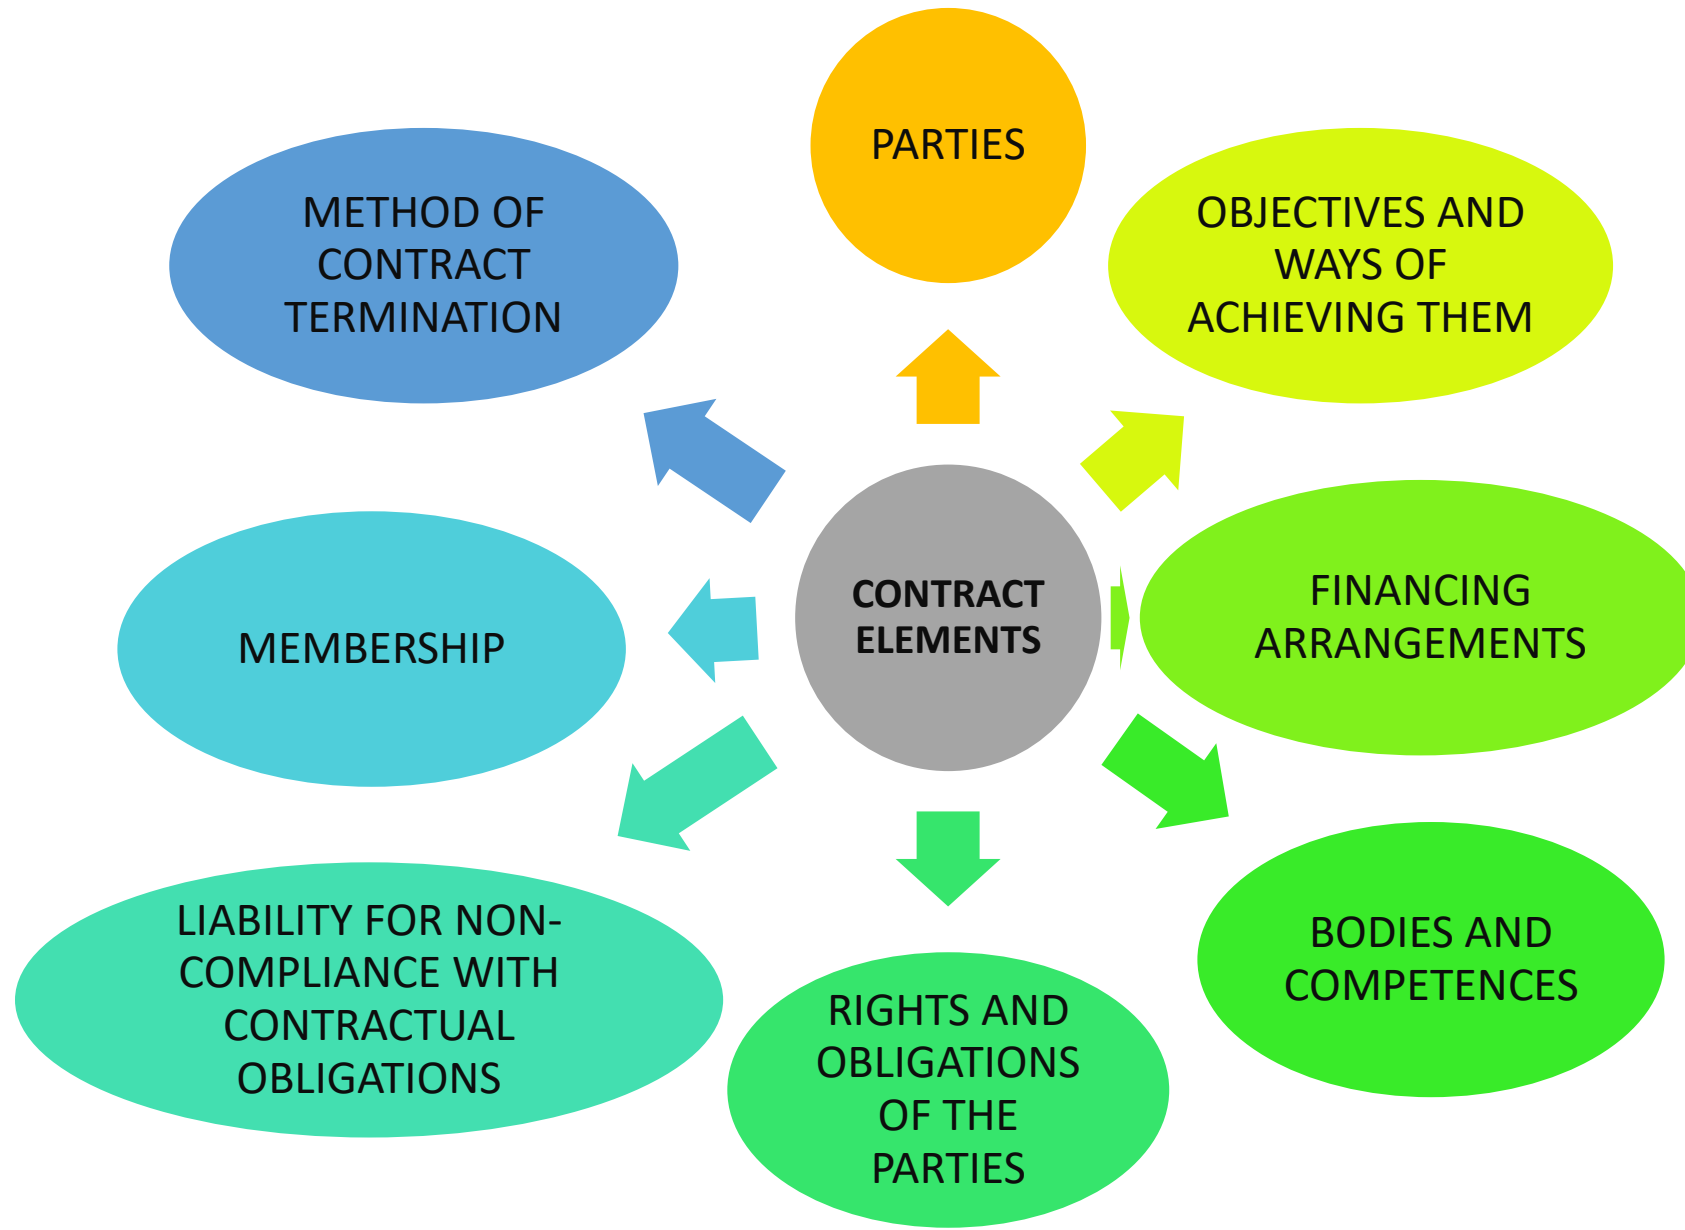 PARTIES
METHOD OF
CONTRACT
TERMINATION
OBJECTIVES AND
WAYS OF
ACHIEVING THEM
CONTRACT
ELEMENTS
FINANCING
ARRANGEMENTS
MEMBERSHIP
BODIES AND
COMPETENCES
LIABILITY FOR NON-
COMPLIANCE WITH
CONTRACTUAL
OBLIGATIONS
RIGHTS AND
OBLIGATIONS
OF THE
PARTIES